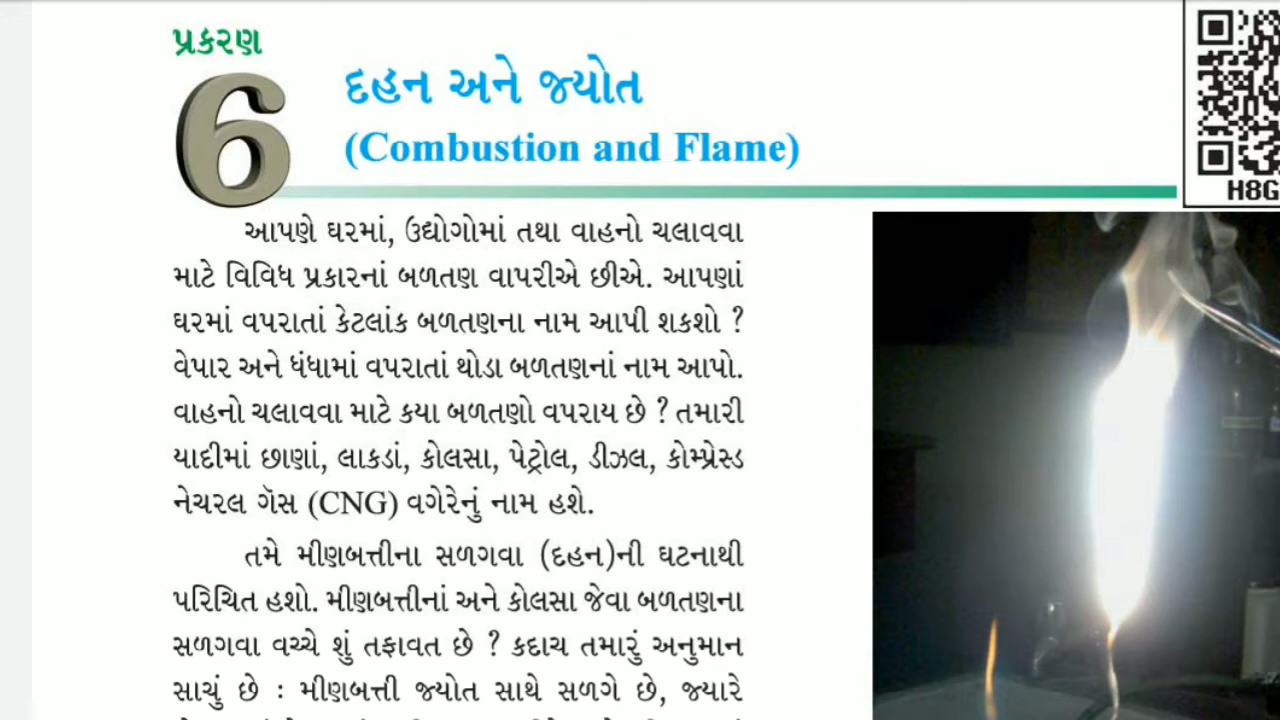 પ્રકરણ
6
દહન અને જ્યોત
(Combustion and Flame)
H8G
આપણે ઘરમાં, ઉદ્યોગોમાં તથા વાહનો ચલાવવા
માટે વિવિધ પ્રકારનાં બળતણ વાપરીએ છીએ. આપણાં
ઘરમાં વપરાતાં કેટલાંક બળતણના નામ આપી શકશો ?
વેપાર અને ધંધામાં વપરાતાં થોડા બળતણનાં નામ આપો.
વાહનો ચલાવવા માટે કયા બળતણો વપરાય છે ? તમારી
યાદીમાં છાણાં, લાકડાં, કોલસા, પેટ્રોલ, ડીઝલ, કોમ્પ્રેસ્ડ
નેચરલ ગૅસ (CNG) વગેરેનું નામ હશે.
તમે મીણબત્તીના સળગવા (દહન)ની ઘટનાથી
પરિચિત હશો. મીણબત્તીનાં અને કોલસા જેવા બળતણના
સળગવા વચ્ચે શું તફાવત છે ? કદાચ તમારું અનુમાન
સાચું છે : મીણબત્તી જ્યોત સાથે સળગે છે, જ્યારે